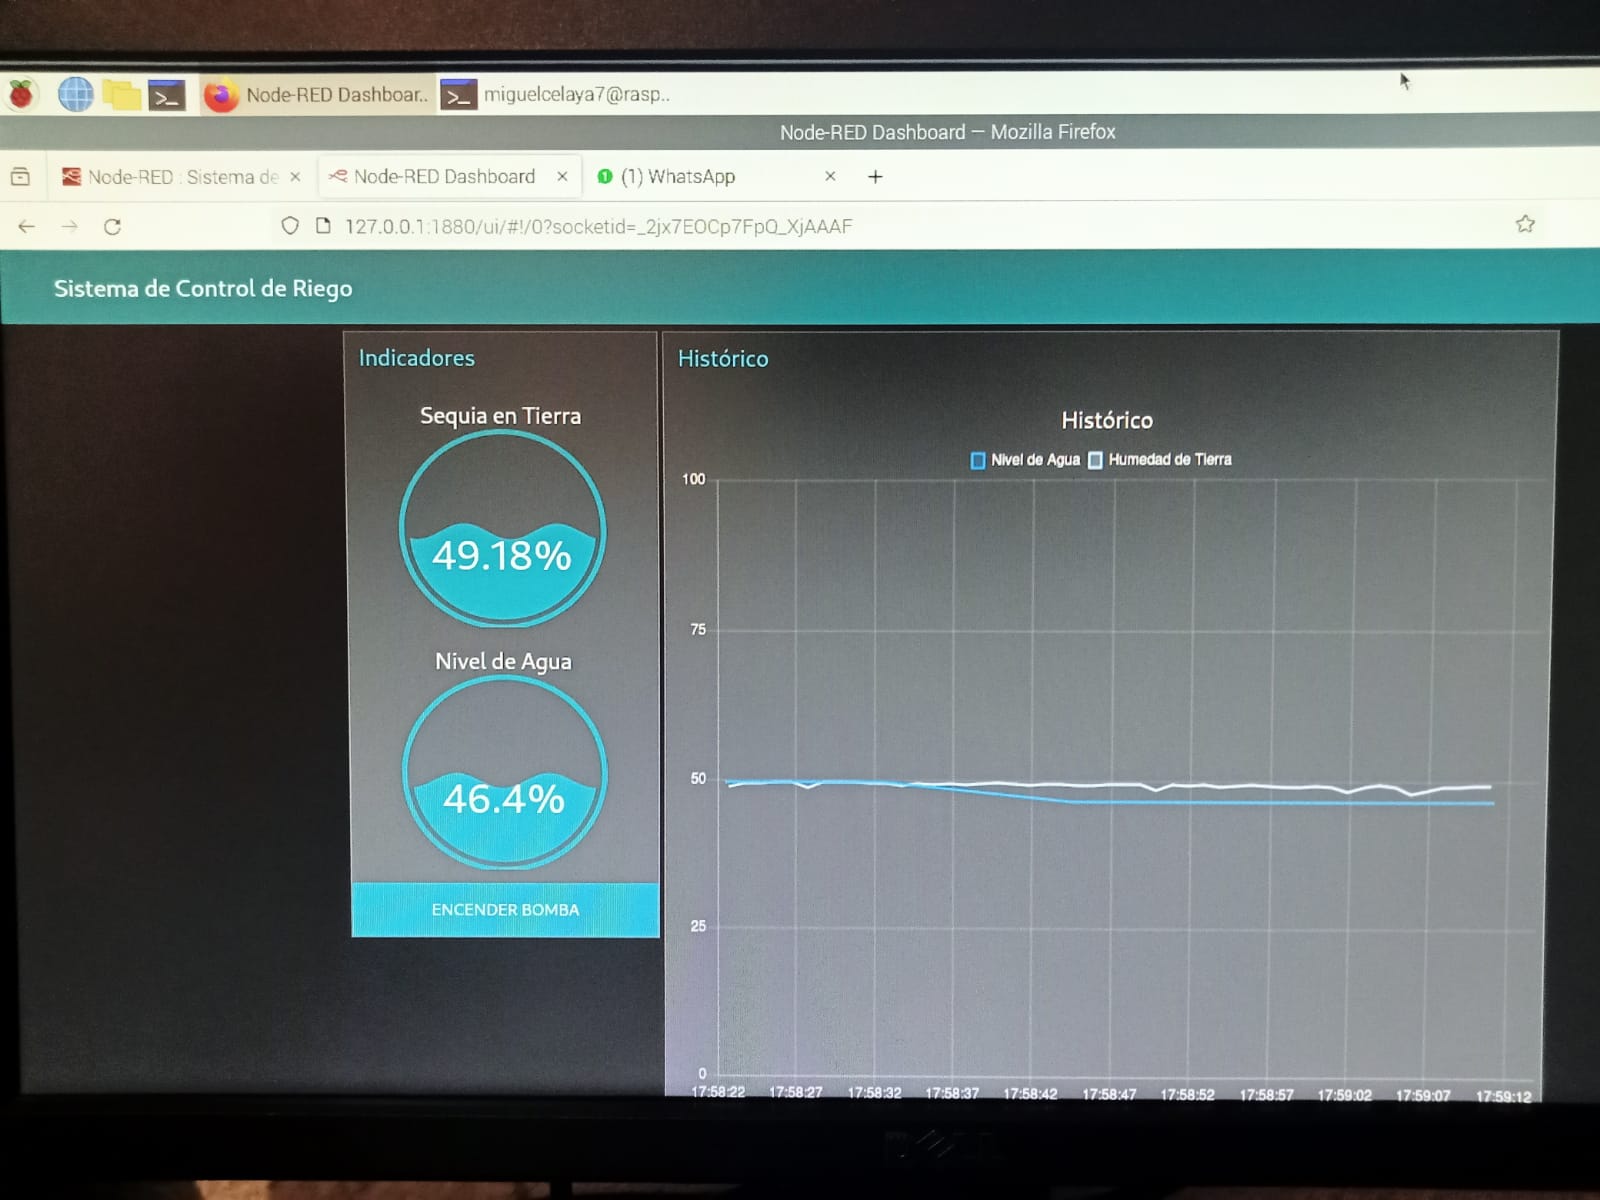 Node-RED Dashboar..
miguelcelaya7@rasp..
Node-RED Dashboard — Mozilla Firefox
Node-RED : Sistema de
Node-RED Dashboard
(1) WhatsApp
127.0.0.1:1880/ui/#!/0?socketid=_2jx7EOCp7FpQ_XjAAAF
Sistema de Control de Riego
Indicadores
Sequia en Tierra
49.18%
Nivel de Agua
46.4%
ENCENDER BOMBA
Histórico
Histórico
Nivel de Agua Humedad de Tierra
100
75
50
25
0
17:58:22 17:58:27 17:58:32 17:58:37 17:58:42 17:58:47 17:58:52 17:58:57 17:59:02 17:59:07 17:59:12
DELL